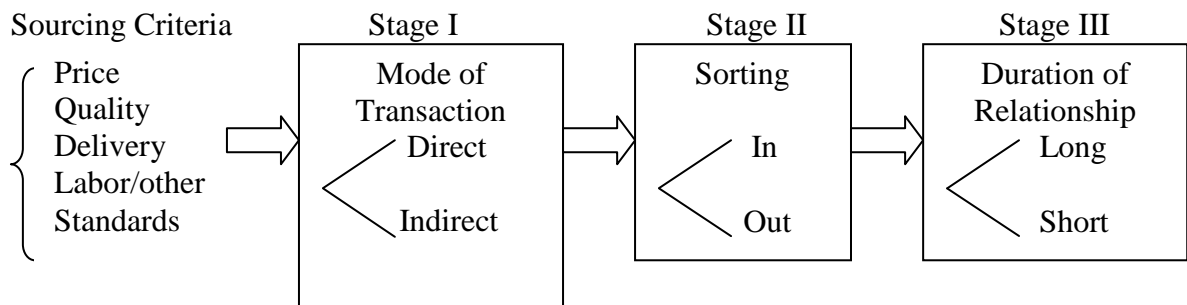 Sourcing Criteria
Price
Quality
Delivery
Labor/other
Standards
Stage I
Mode of
Transaction
Direct
Indirect
Stage II
Sorting
In
Out
Stage III
Duration of
Relationship
Long
Short